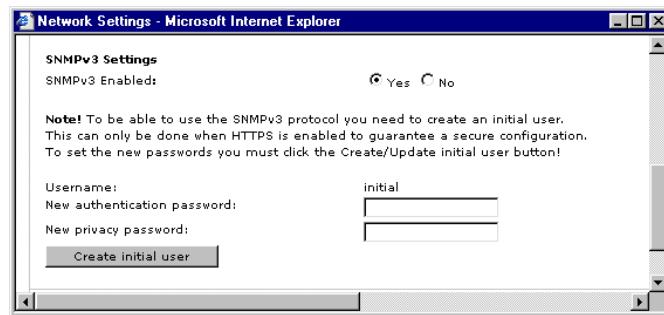 Network Settings - Microsoft Internet Explorer
SNMPv3 Settings
SNMPv3 Enabled: Yes No
Note! To be able to use the SNMPv3 protocol you need to create an initial user.
This can only be done when HTTPS is enabled to guarantee a secure configuration.
To set the new passwords you must click the Create/Update initial user button!
Username: initial
New authentication password:
New privacy password:
Create initial user